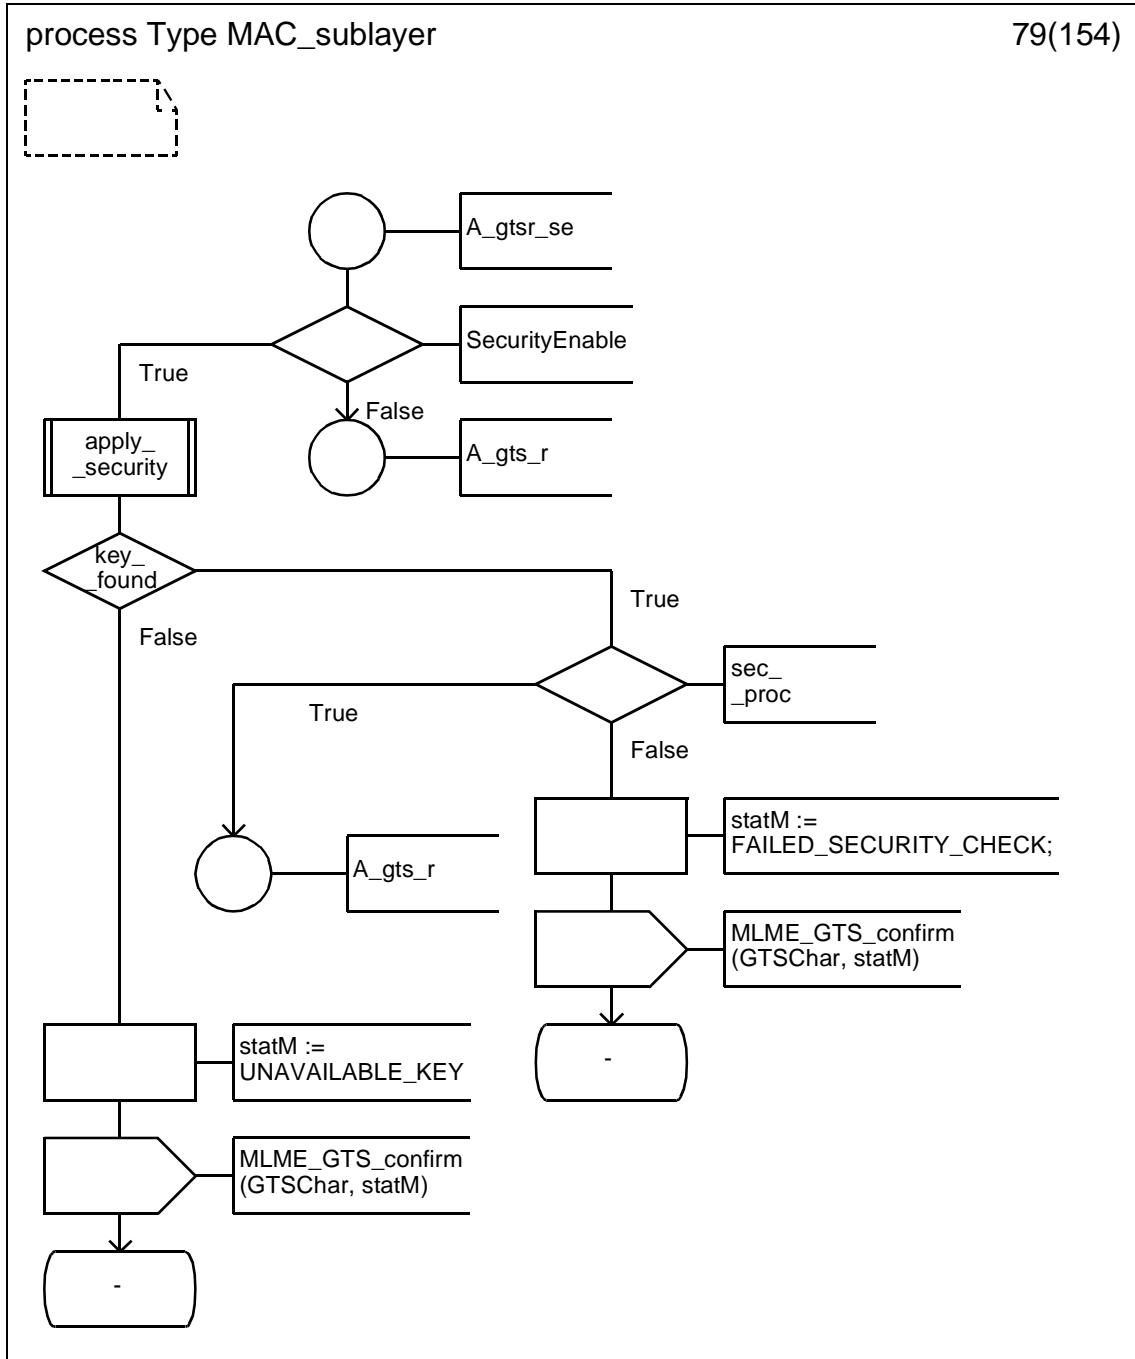 process Type MAC_sublayer
79(154)
A_gtsr_se
SecurityEnable
True
False
apply_
_security
A_gts_r
key_
_found
True
False
sec_
_proc
True
False
statM :=
FAILED_SECURITY_CHECK;
A_gts_r
MLME_GTS_confirm
(GTSChar, statM)
statM :=
UNAVAILABLE_KEY
-
MLME_GTS_confirm
(GTSChar, statM)
-